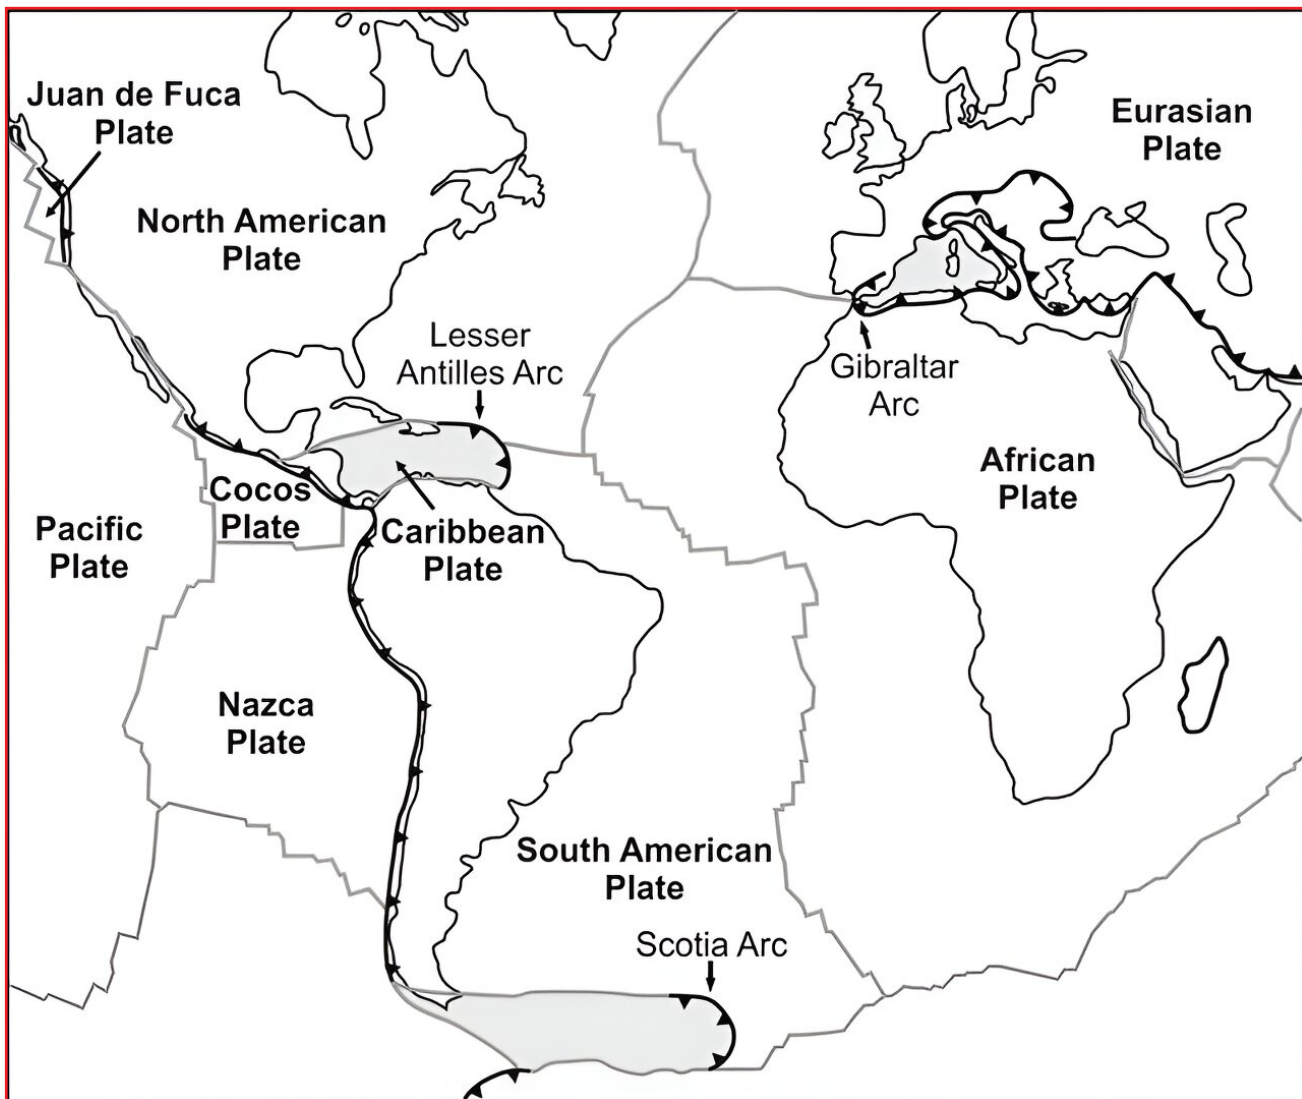 Juan de Fuca
Plate
Eurasian
Plate
North American
Plate
Lesser
Antilles Arc
Gibraltar
Arc
African
Plate
Cocos
Plate
Pacific
Plate
Caribbean
Plate
Nazca
Plate
South American
Plate
Scotia Arc